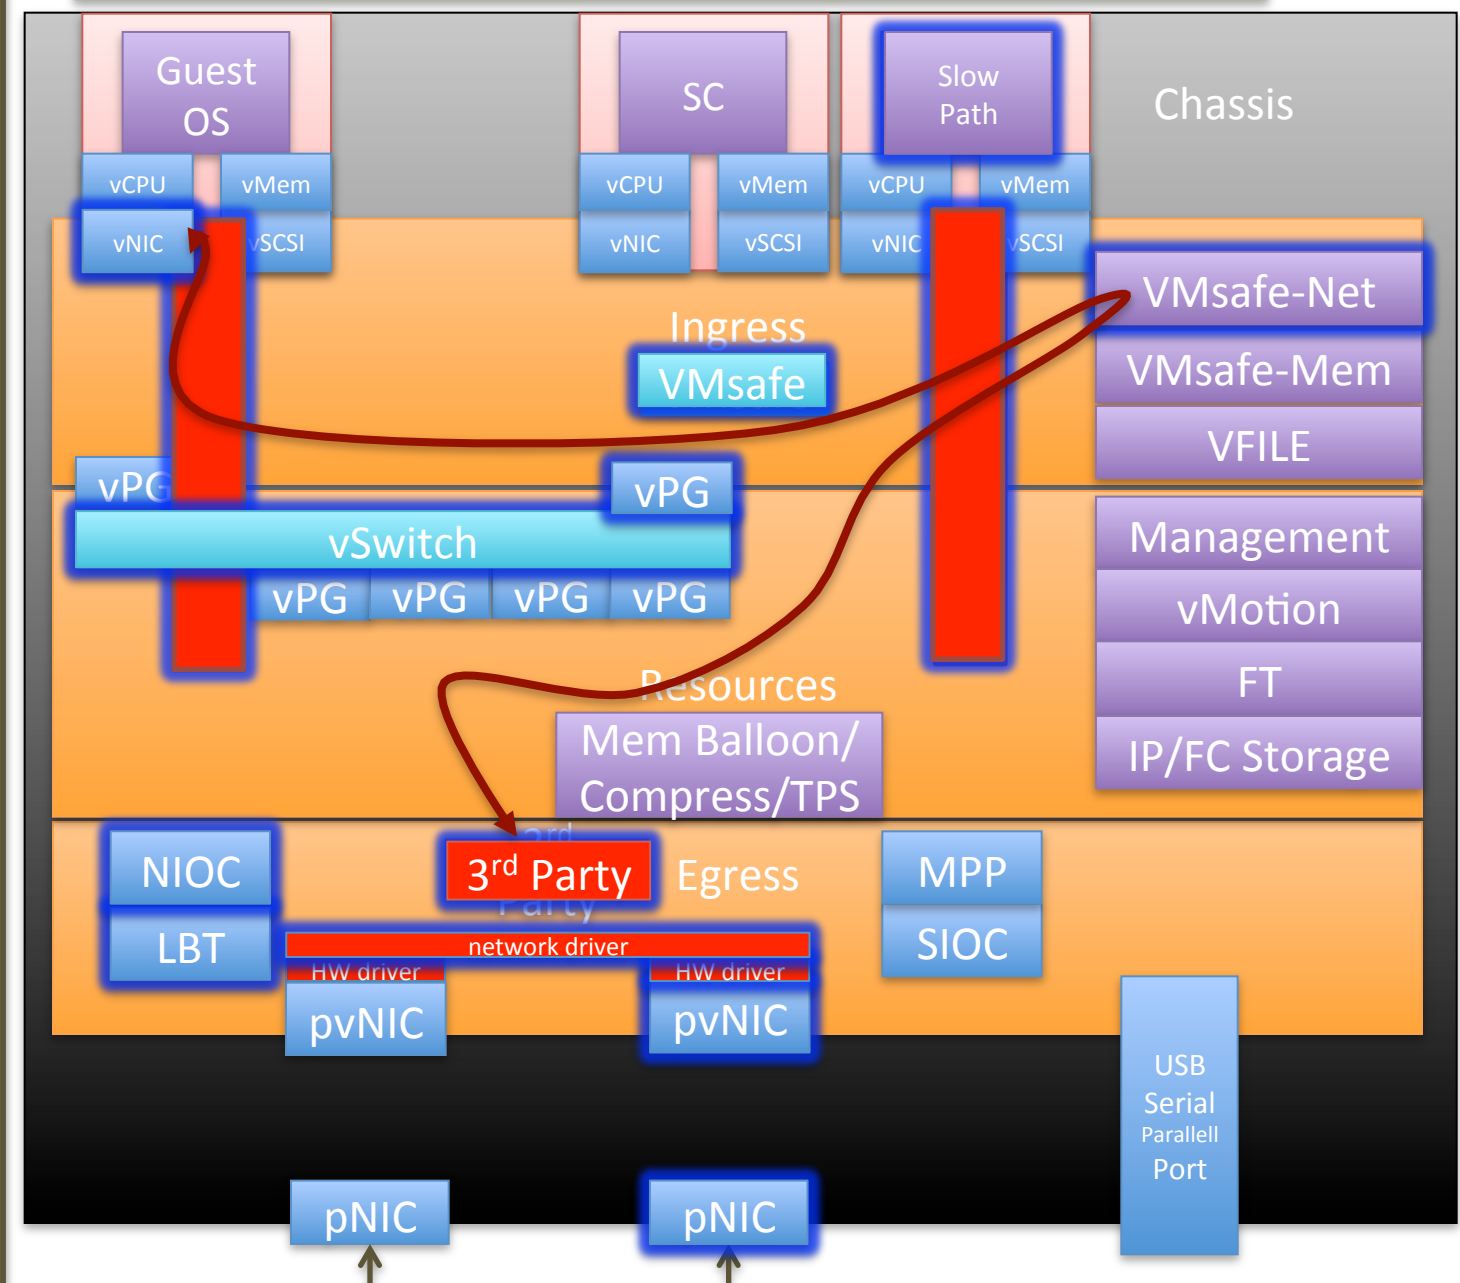 Guest
OS
SC
Slow
Path
Chassis
vCPU
vMem
vCPU
vMem
vCPU
vMem
vNIC
vSCSI
vNIC
vSCSI
vNIC
vSCSI
VMsafe-Net
Ingress
VMsafe
VMsafe-Mem
VFILE
vPG
vPG
vSwitch
Management
vPG
vPG
vPG
vPG
vMotion
Resources
FT
Mem Balloon/
Compress/TPS
IP/FC Storage
3rd
NIOC
3rd Party
Egress
MPP
Party
LBT
network driver
SIOC
HW driver
HW driver
pvNIC
pvNIC
USB
Serial
Parallell
Port
pNIC
pNIC